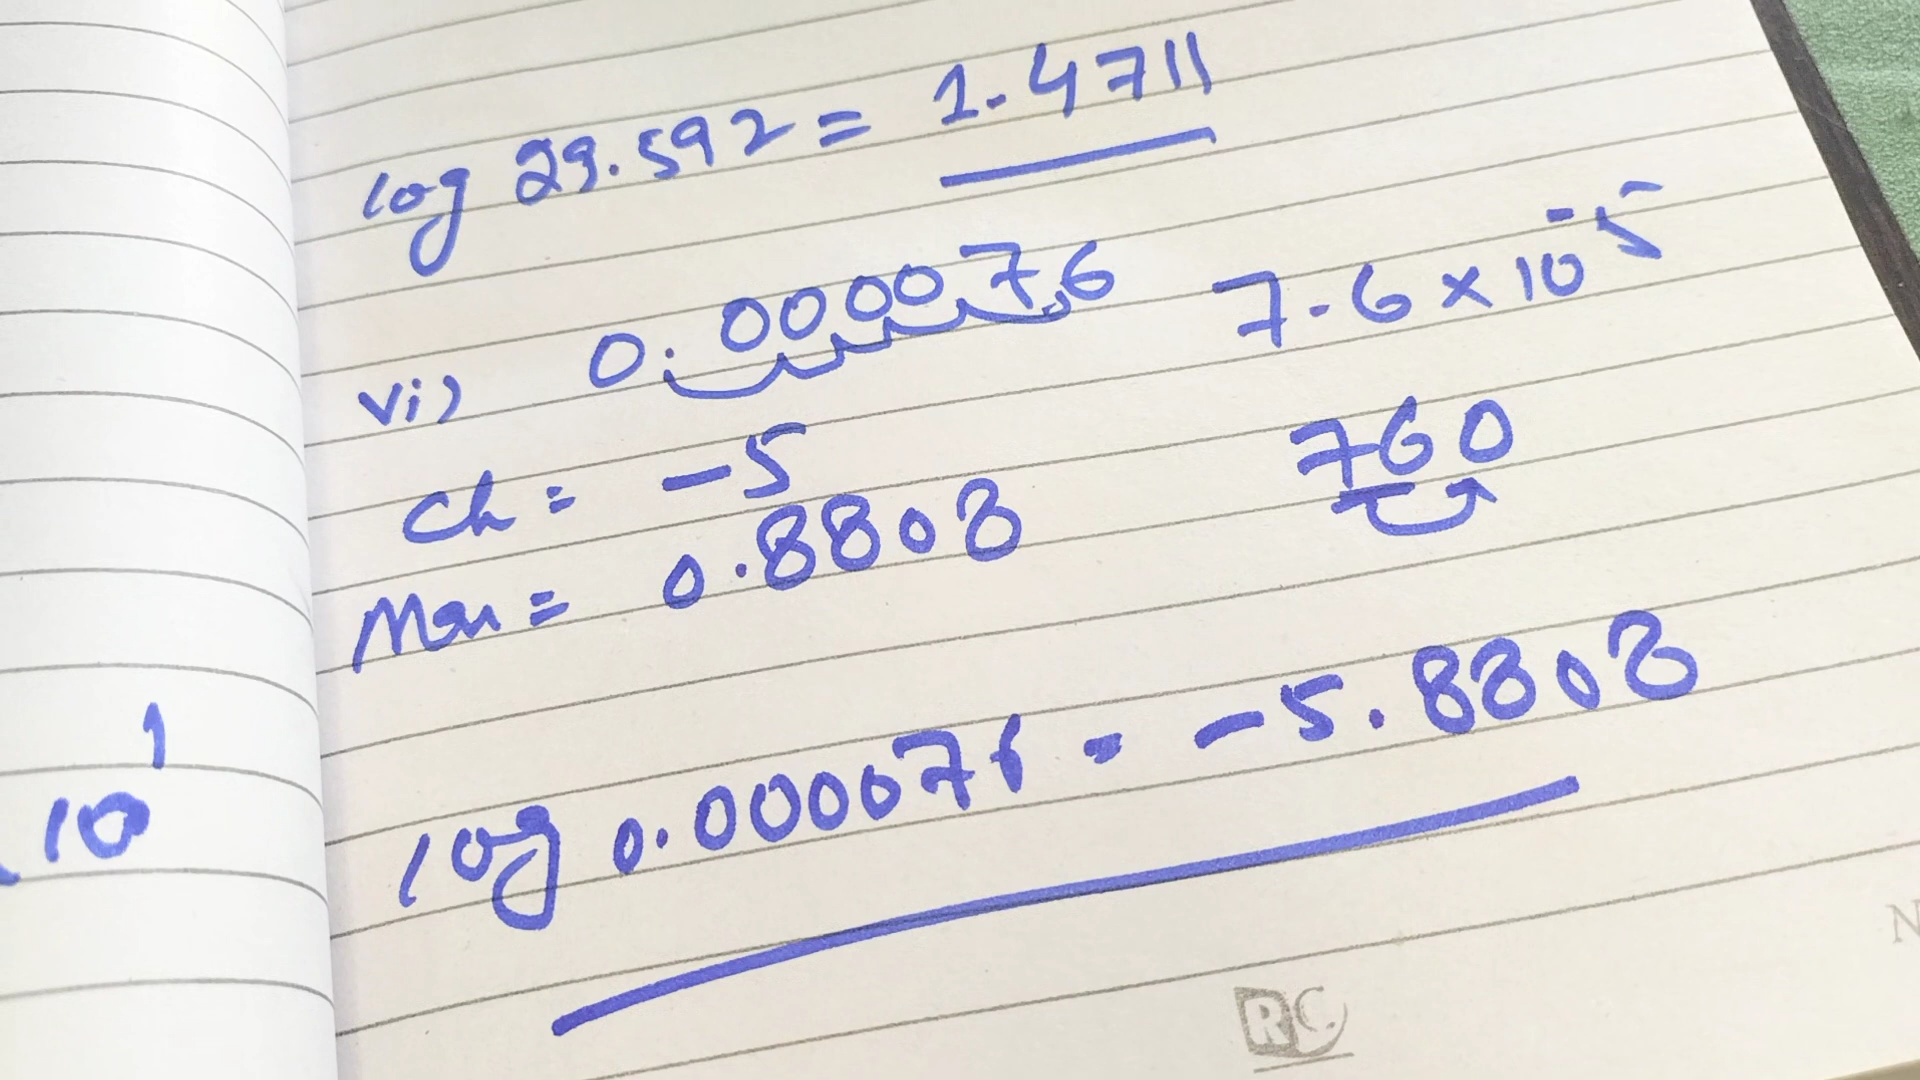 log 29.592 = 1.4711
vi) 0.000076 7.6 x 10⁻⁵
Ch = -5 760
Man = 0.8808
10¹
log 0.000076 = -5.8808
RC
N